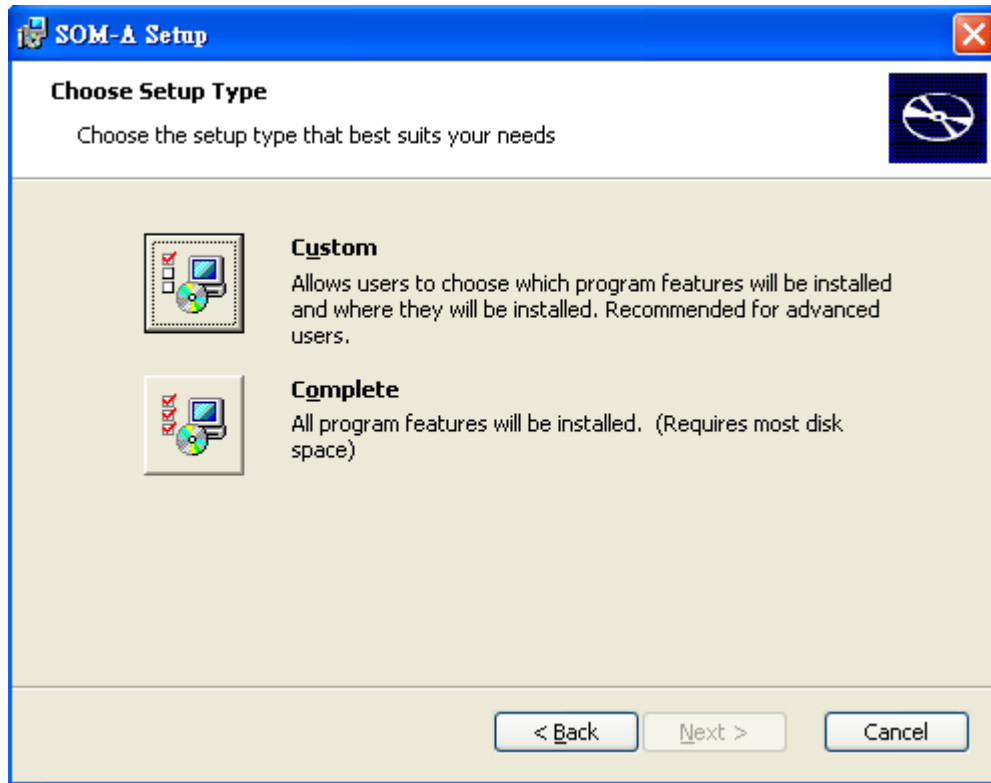 SOM-A Setup
Choose Setup Type
Choose the setup type that best suits your needs
Custom
Allows users to choose which program features will be installed
and where they will be installed. Recommended for advanced
users.
Complete
All program features will be installed.  (Requires most disk
space)
< Back
Next >
Cancel